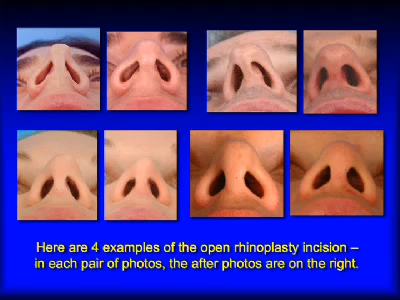 Here are 4 examples of the open rhinoplasty incision –
in each pair of photos, the after photos are on the right.